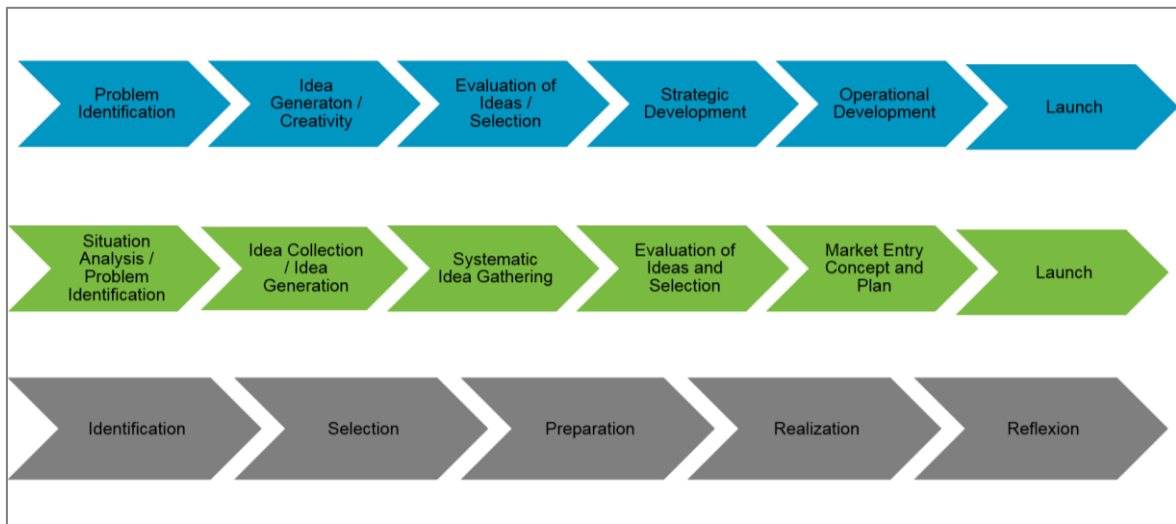 Problem
Identification
Idea
Generaton /
Creativity
Evaluation of
Ideas /
Selection
Strategic
Development
Operational
Development
Launch
Situation
Analysis /
Problem
Identification
Idea Collection
/ Idea
Generation
Systematic
Idea Gathering
Evaluation of
Ideas and
Selection
Market Entry
Concept and
Plan
Launch
Identification
Selection
Preparation
Realization
Reflexion